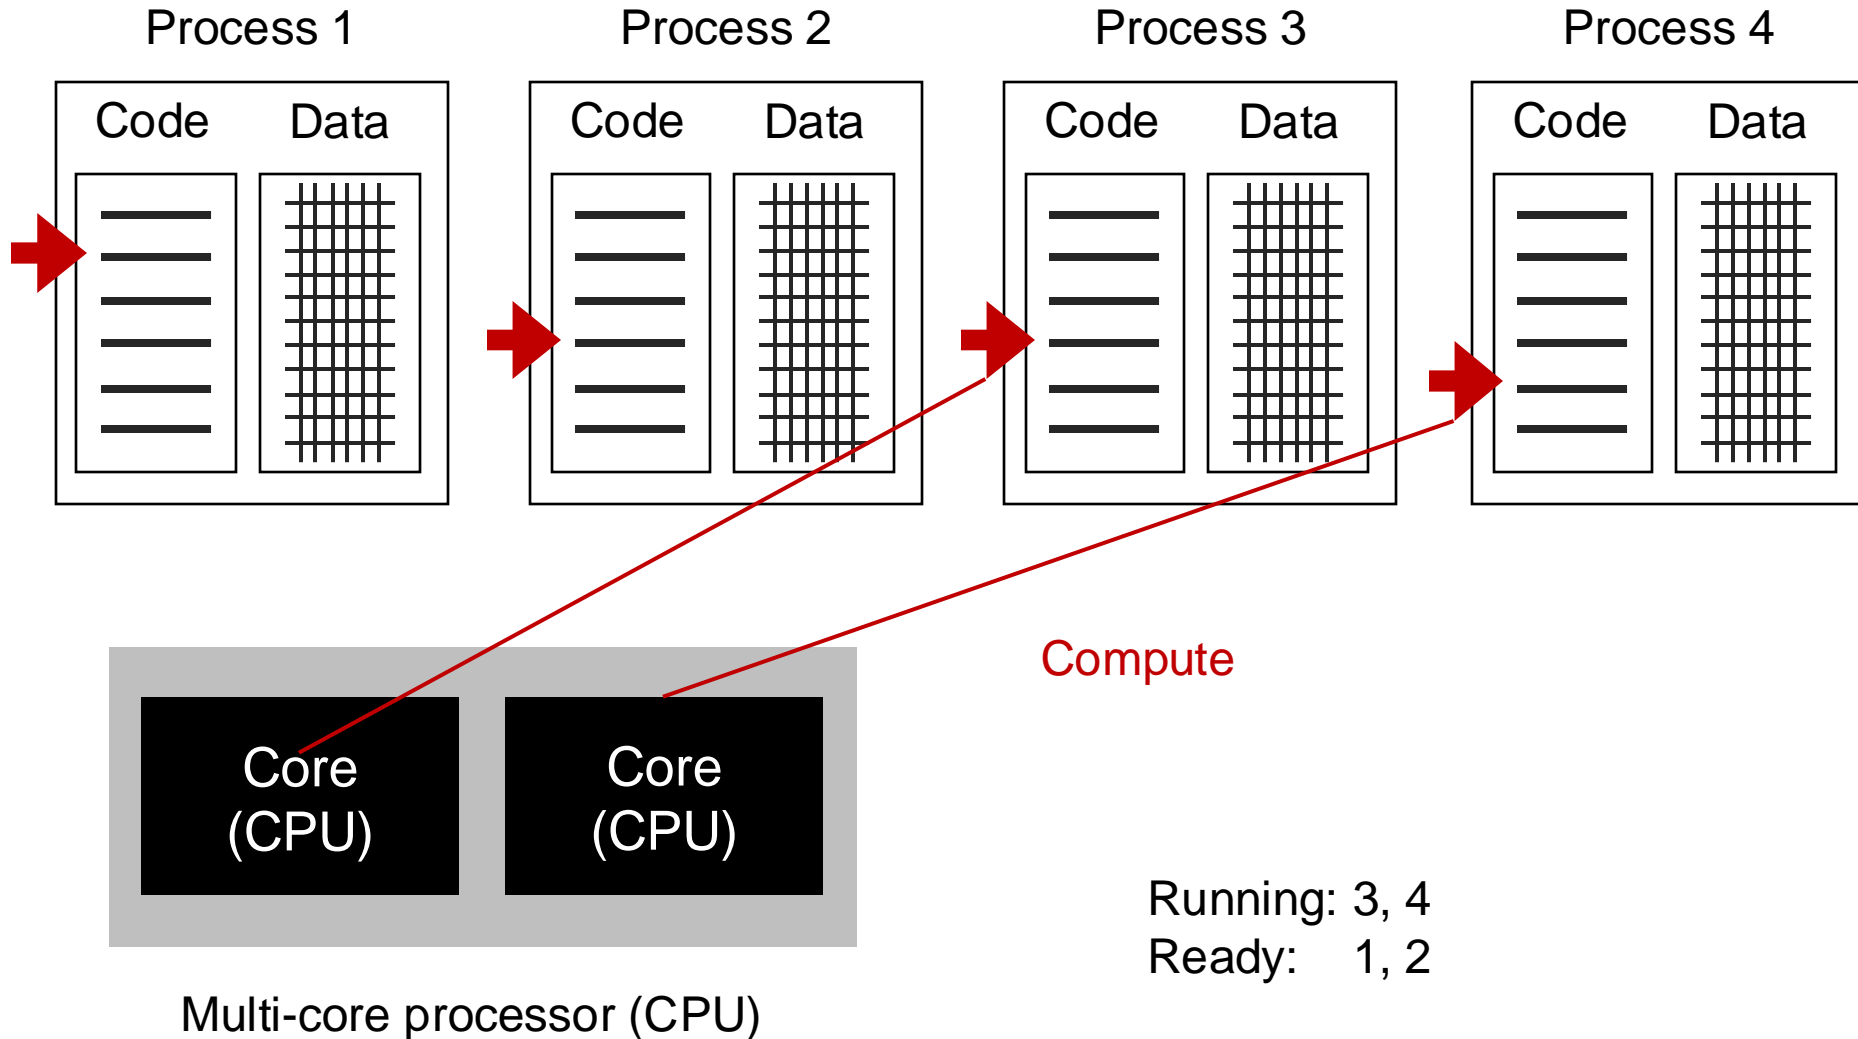 Process 1
Process 2
Process 3
Process 4
Code Data
Code Data
Code Data
Code Data
Compute
Core
(CPU)
Core
(CPU)
Running: 3, 4
Ready: 1, 2
Multi-core processor (CPU)